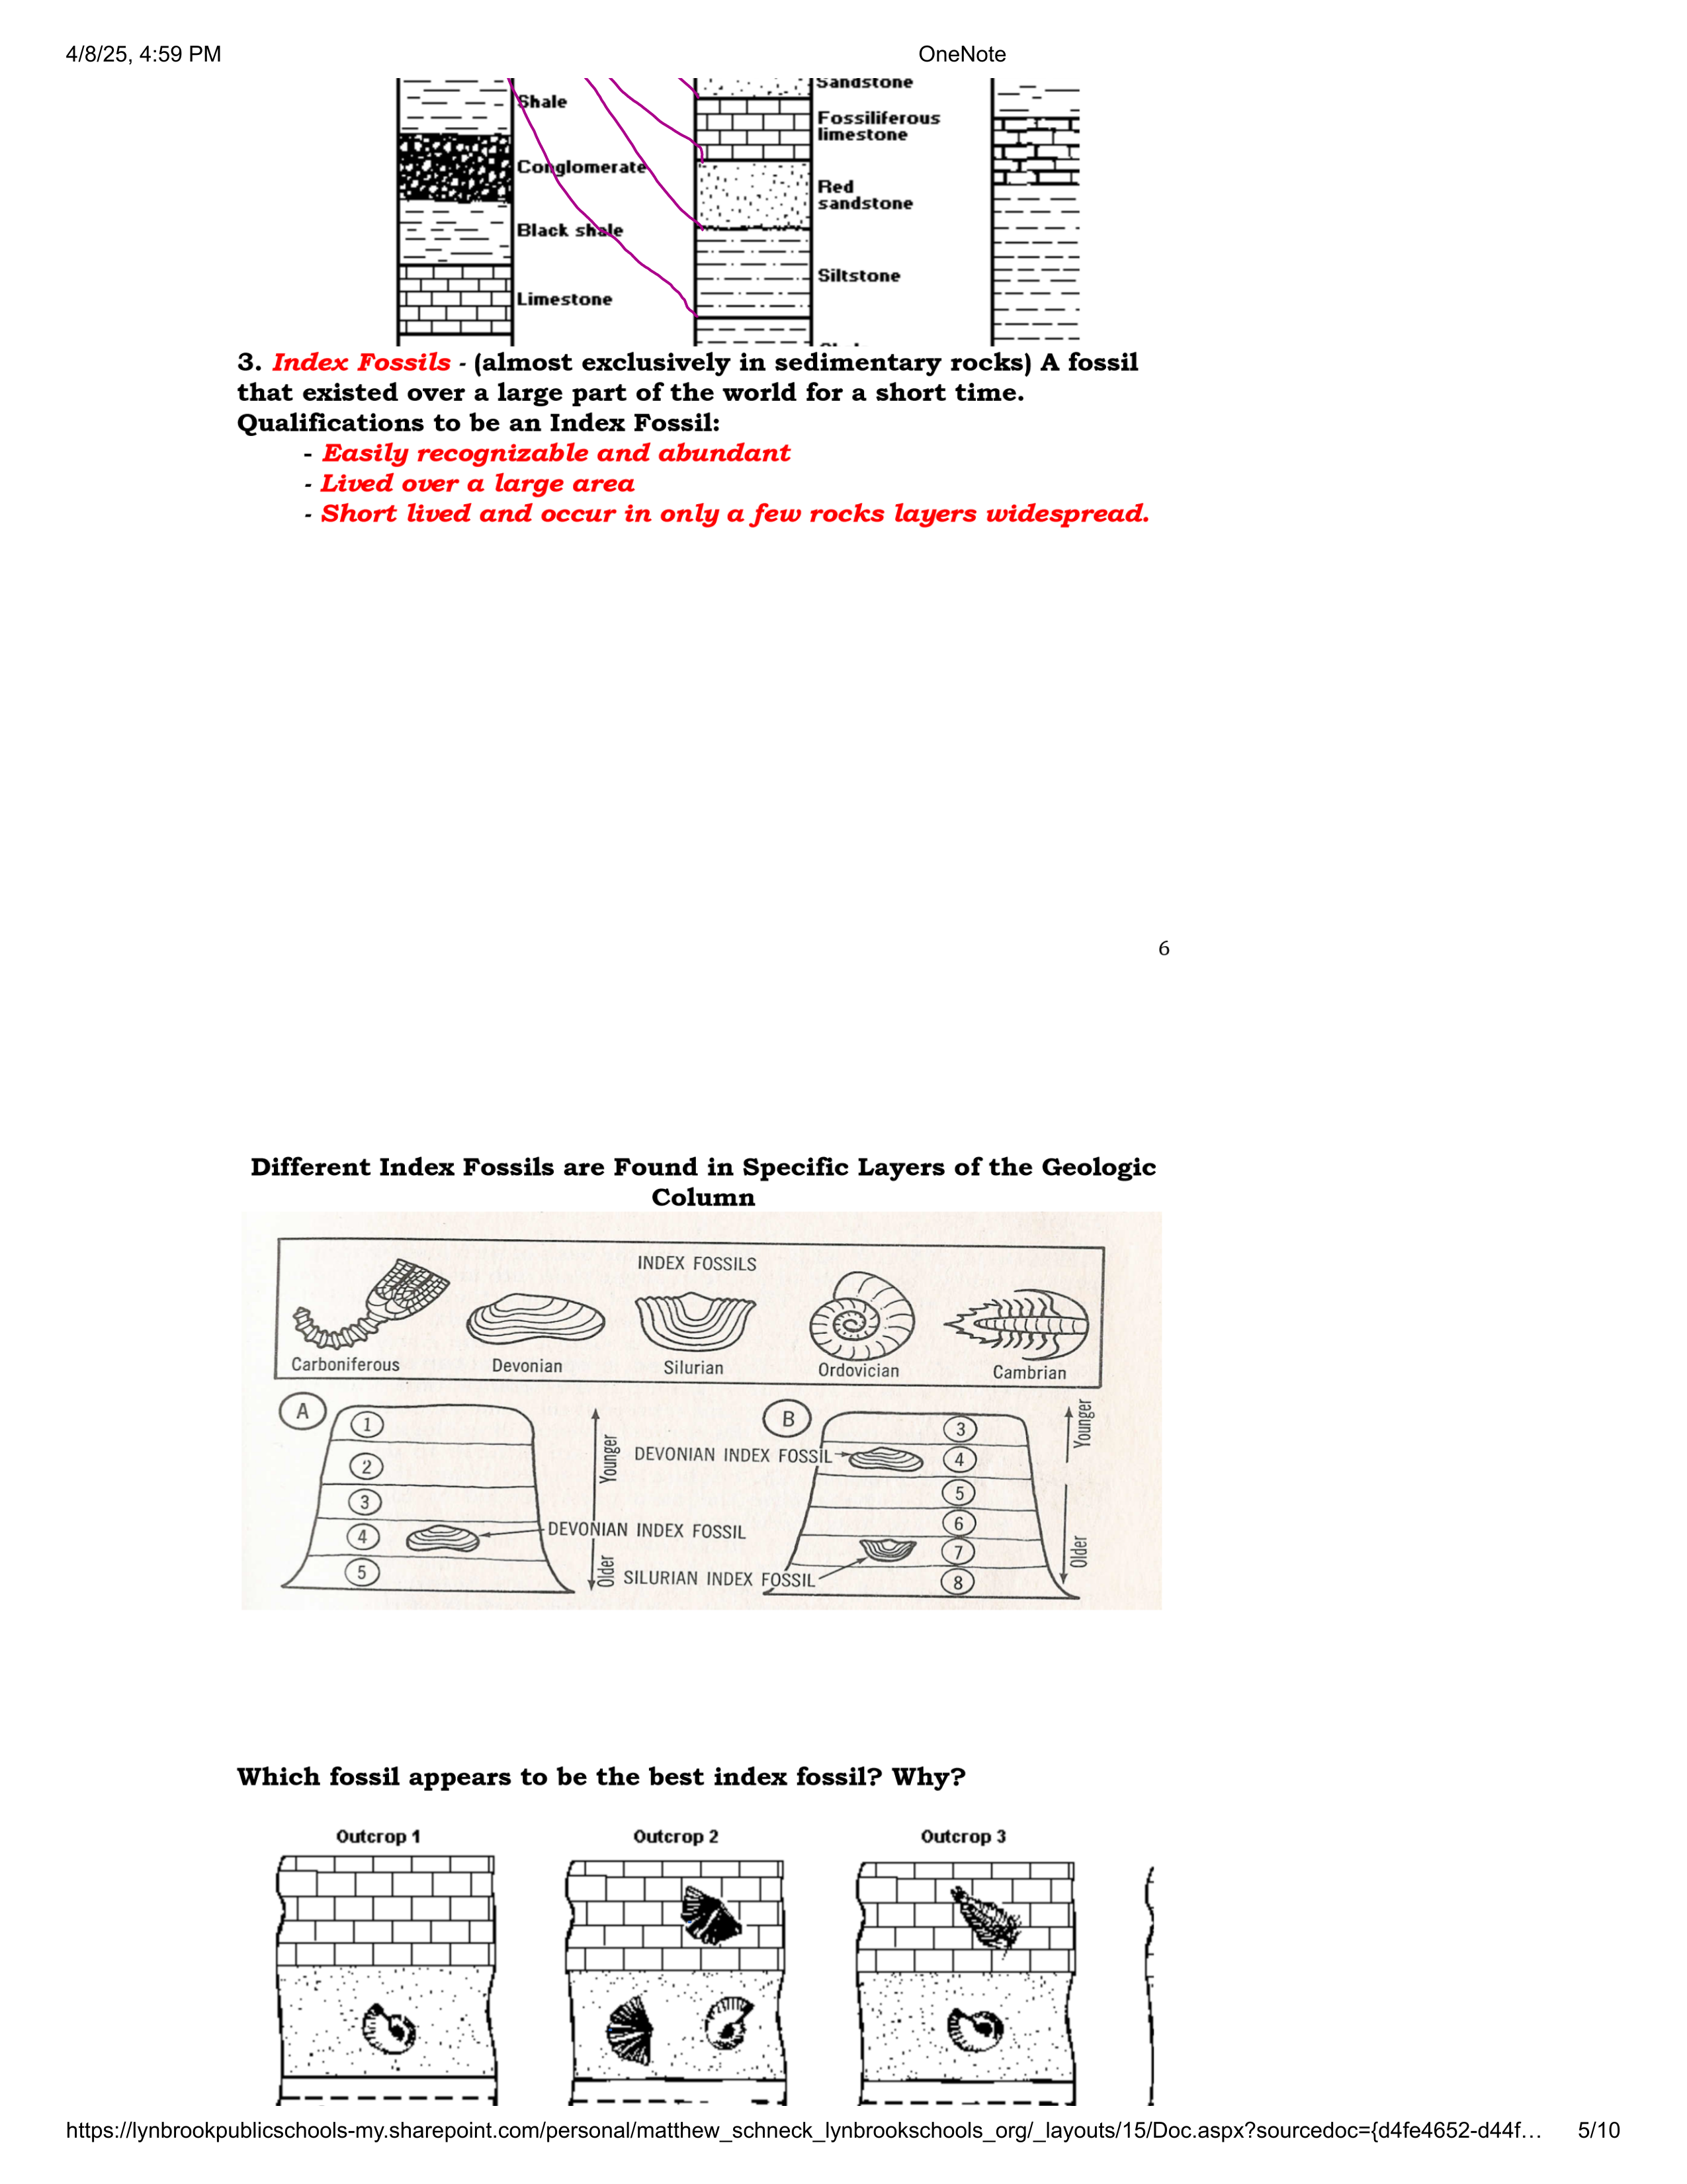 4/8/25, 4:59 PM OneNote
Shale
Conglomerate
Black shale
Limestone
Sandstone
Fossiliferous
limestone
Red
sandstone
Siltstone
3. Index Fossils - (almost exclusively in sedimentary rocks) A fossil
that existed over a large part of the world for a short time.
Qualifications to be an Index Fossil:
- Easily recognizable and abundant
- Lived over a large area
- Short lived and occur in only a few rocks layers widespread.
6
Different Index Fossils are Found in Specific Layers of the Geologic
Column
INDEX FOSSILS
Carboniferous Devonian Silurian Ordovician Cambrian
A
1
2
3
4
5
Younger
Older
DEVONIAN INDEX FOSSIL
B
DEVONIAN INDEX FOSSIL
SILURIAN INDEX FOSSIL
3
4
5
6
7
8
Younger
Older
Which fossil appears to be the best index fossil? Why?
Outcrop 1 Outcrop 2 Outcrop 3
https://lynbrookpublicschools-my.sharepoint.com/personal/matthew_schneck_lynbrookschools_org/_layouts/15/Doc.aspx?sourcedoc={d4fe4652-d44f… 5/10